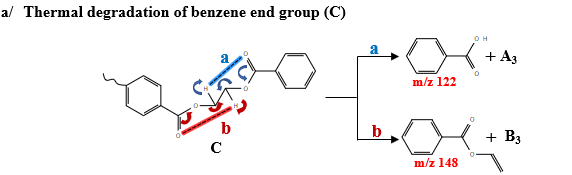 a/ Thermal degradation of benzene end group (C)
O
a
O H
a
O
+ A3
H
O
O
m/z 122
O
H
b
O
b
O
+ B3
C
O
m/z 148